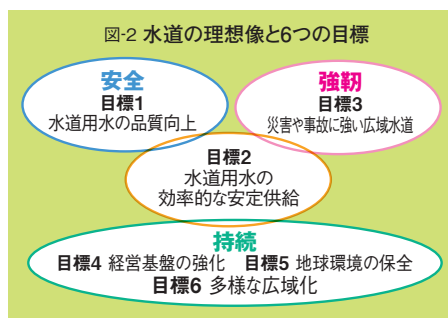 図-2 水道の理想像と6つの目標
安全
目標1
水道用水の品質向上
強靭
目標3
災害や事故に強い広域水道
目標2
水道用水の
効率的な安定供給
持続
目標4 経営基盤の強化 目標5 地球環境の保全
目標6 多様な広域化